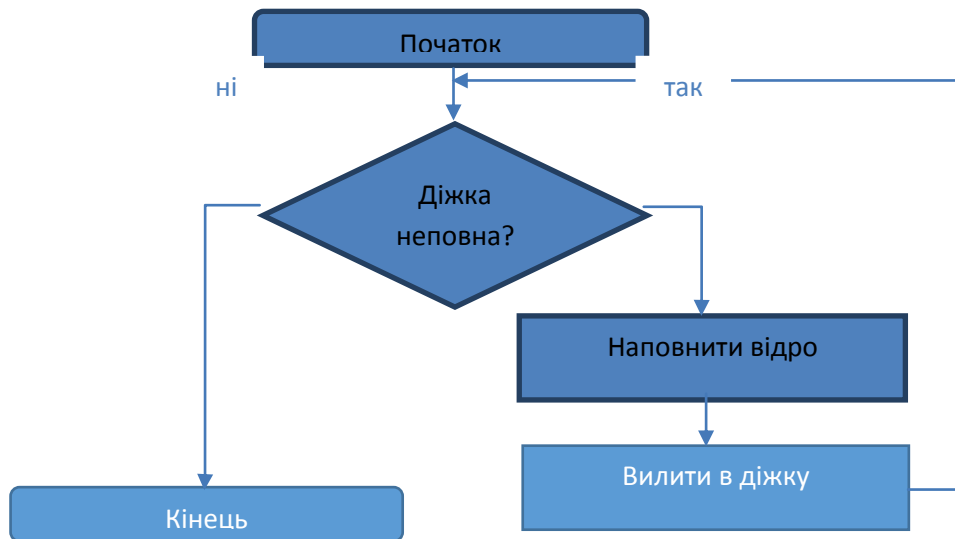 Початок
ні
так
Діжка
неповна?
Наповнити відро
Вилити в діжку
Кінець